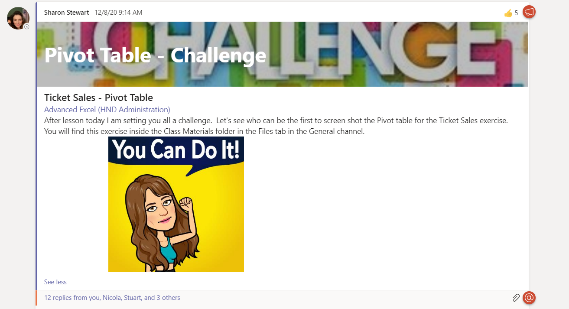 Sharon Stewart 12/8/20 9:14 AM
5
CHALLENGE
Pivot Table - Challenge
Ticket Sales - Pivot Table
Advanced Excel (HND Administration)
After lesson today I am setting you all a challenge. Let's see who can be the first to screen shot the Pivot table for the Ticket Sales exercise.
You will find this exercise inside the Class Materials folder in the Files tab in the General channel.
You Can Do It!
See less
12 replies from you, Nicola, Stuart, and 3 others
@